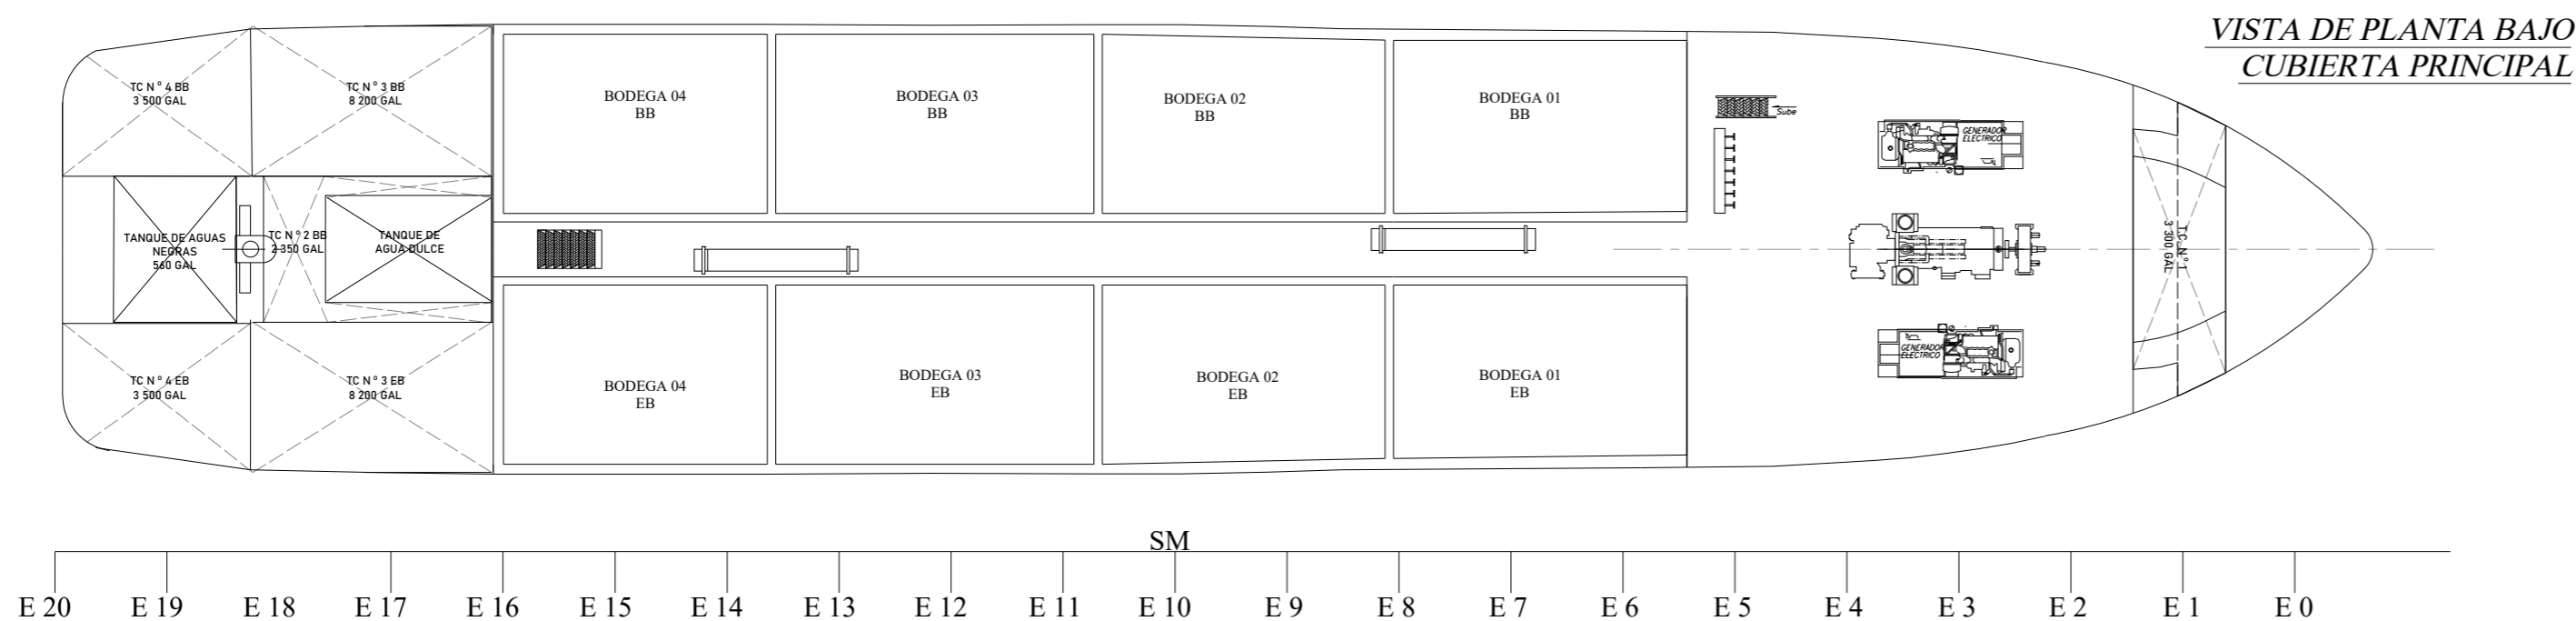 VISTA DE PLANTA BAJO
CUBIERTA PRINCIPAL
TC N° 4 BB
3 500 GAL
TC N° 3 BB
8 200 GAL
BODEGA 04
BB
BODEGA 03
BB
BODEGA 02
BB
BODEGA 01
BB
Sube
GENERADOR
ELECTRICO
TANQUE DE AGUAS
NEGRAS
560 GAL
TC N° 2 BB
2 350 GAL
TANQUE DE
AGUA DULCE
TC N° 1
3 300 GAL
TC N° 4 EB
3 500 GAL
TC N° 3 EB
8 200 GAL
BODEGA 04
EB
BODEGA 03
EB
BODEGA 02
EB
BODEGA 01
EB
GENERADOR
ELECTRICO
SM
E 20 E 19 E 18 E 17 E 16 E 15 E 14 E 13 E 12 E 11 E 10 E 9 E 8 E 7 E 6 E 5 E 4 E 3 E 2 E 1 E 0